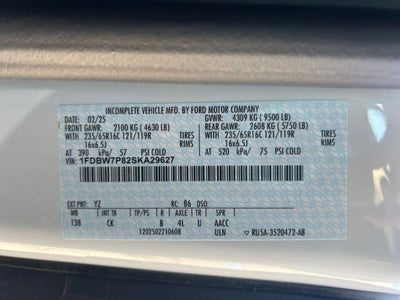 INCOMPLETE VEHICLE MFD. BY FORD MOTOR COMPANY
DATE: 02/25 GVWR: 4309 KG ( 9500 LB)
FRONT GAWR: 2100 KG ( 4630 LB) REAR GAWR: 2608 KG ( 5750 LB)
235/65R16C 121/119R TIRES 235/65R16C 121/119R TIRES
16x6.5J RIMS 16x6.5J RIMS
AT 390 kPa/ 57 PSI COLD AT 520 kPa/ 75 PSI COLD
VIN: 1FDBW7P82SKA29627
EXT PNT: YZ RC: B6 DSO:
WB INT TR TP/PS R AXLE TR SPR
138 CK B 4L U AACC
1202502210608 ULN RU5A-3520472-AB